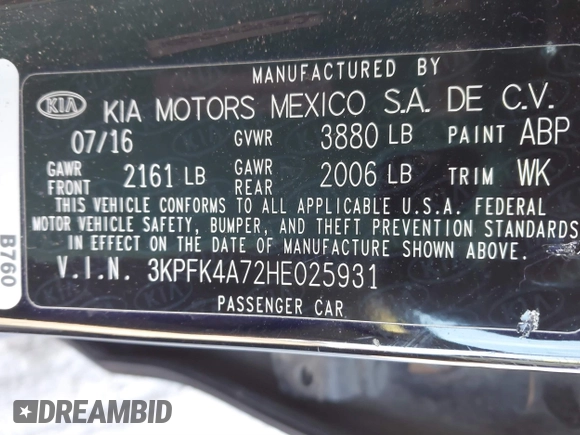 MANUFACTURED BY
KIA KIA MOTORS MEXICO S.A. DE C.V.
07/16 GVWR 3880 LB PAINT ABP
GAWR FRONT 2161 LB GAWR REAR 2006 LB TRIM WK
THIS VEHICLE CONFORMS TO ALL APPLICABLE U.S.A. FEDERAL
MOTOR VEHICLE SAFETY, BUMPER, AND THEFT PREVENTION STANDARDS
IN EFFECT ON THE DATE OF MANUFACTURE SHOWN ABOVE.
V.I.N. 3KPFK4A72HE025931
PASSENGER CAR
B760
DREAMBID